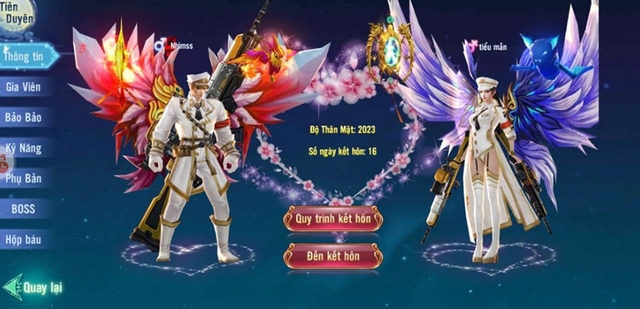 Tiên
Duyên
Thông tin
Gia Viên
Bảo Bảo
Kỹ Năng
Phụ Bản
BOSS
Hộp báu
Quay lại
Nhimss
tiểu mẫn
Độ Thân Mật: 2023
Số ngày kết hôn: 16
Quy trình kết hôn
Đến kết hôn